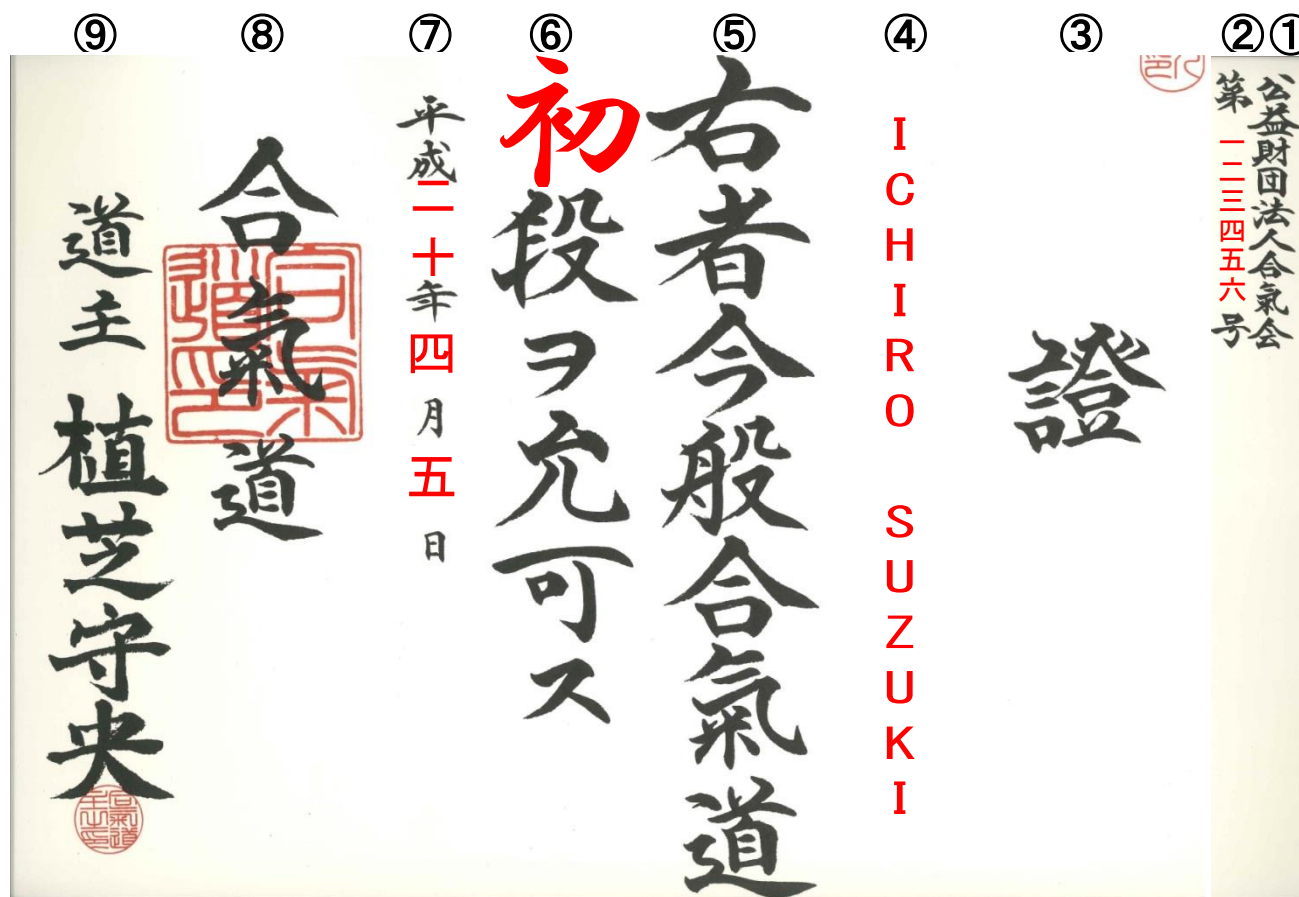 ①
公益財団法人合氣会
②
第一二三四五六号
③
證
④
ICHIRO SUZUKI
⑤
右者今般合氣道
⑥
初段ヲ允可ス
⑦
平成二十年四月五日
⑧
合氣道
⑨
道主 植芝守央